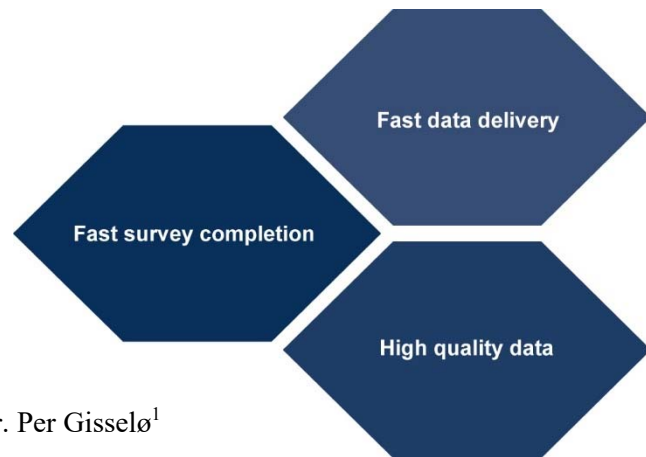 Fast data delivery
Fast survey completion
High quality data
r. Per Gisselø¹